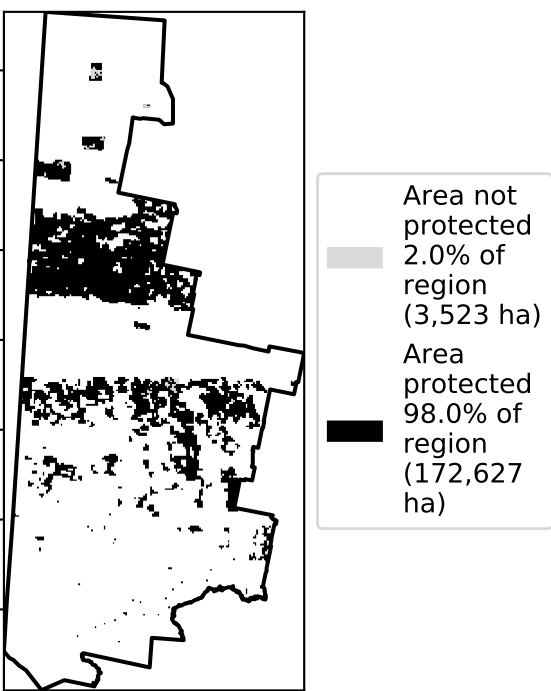 Area not
protected
2.0% of
region
(3,523 ha)
Area
protected
98.0% of
region
(172,627
ha)